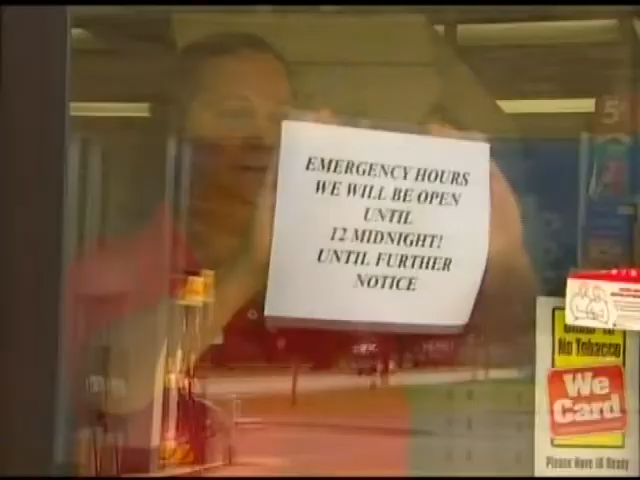 EMERGENCY HOURS
WE WILL BE OPEN
UNTIL
12 MIDNIGHT!
UNTIL FURTHER
NOTICE
5
No Tobacco
We
Card
Please Have ID Ready